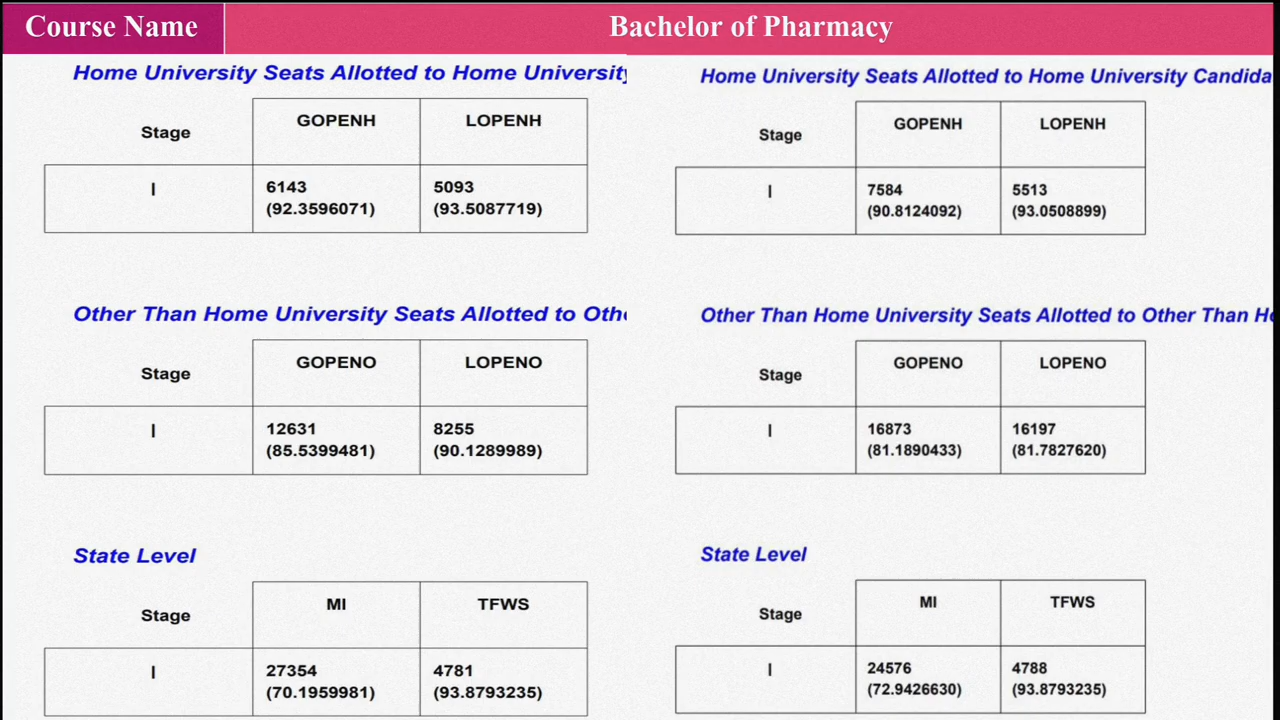 Course Name
Bachelor of Pharmacy
Home University Seats Allotted to Home University
Stage
GOPENH
LOPENH
I
6143
(92.3596071)
5093
(93.5087719)
Other Than Home University Seats Allotted to
Stage
GOPENO
LOPENO
I
12631
(85.5399481)
8255
(90.1289989)
State Level
Stage
MI
TFWS
I
27354
(70.1959981)
4781
(93.8793235)
Home University Seats Allotted to Home University
Stage
GOPENH
LOPENH
I
7584
(90.8124092)
5513
(93.0508899)
Other Than Home University Seats Allotted to Other Than
Stage
GOPENO
LOPENO
I
16873
(81.1890433)
16197
(81.7827620)
State Level
Stage
MI
TFWS
I
24576
(72.9426630)
4788
(93.8793235)